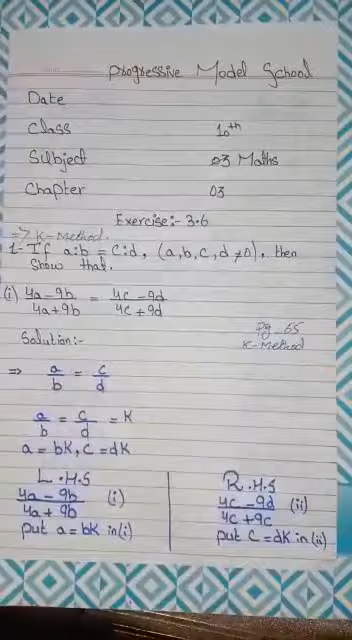 Progressive Model School
Date
Class 10th
Subject 03 Maths
Chapter 03
Exercise:- 3.6
=> K-Method.
1- If a:b = c:d, (a,b,c,d ≠0), then
Show that.
(i) 4a-9b/4a+9b = 4c-9d/4c+9d
Pg _65
K-Method
Solution:-
=> a/b = c/d
a/b = c/d = K
a = bK, c = dK
L.H.S
4a-9b/4a+9b (i)
put a=bK in(i)
R.H.S
4c-9d/4c+9c (ii)
put c=dK in(ii)